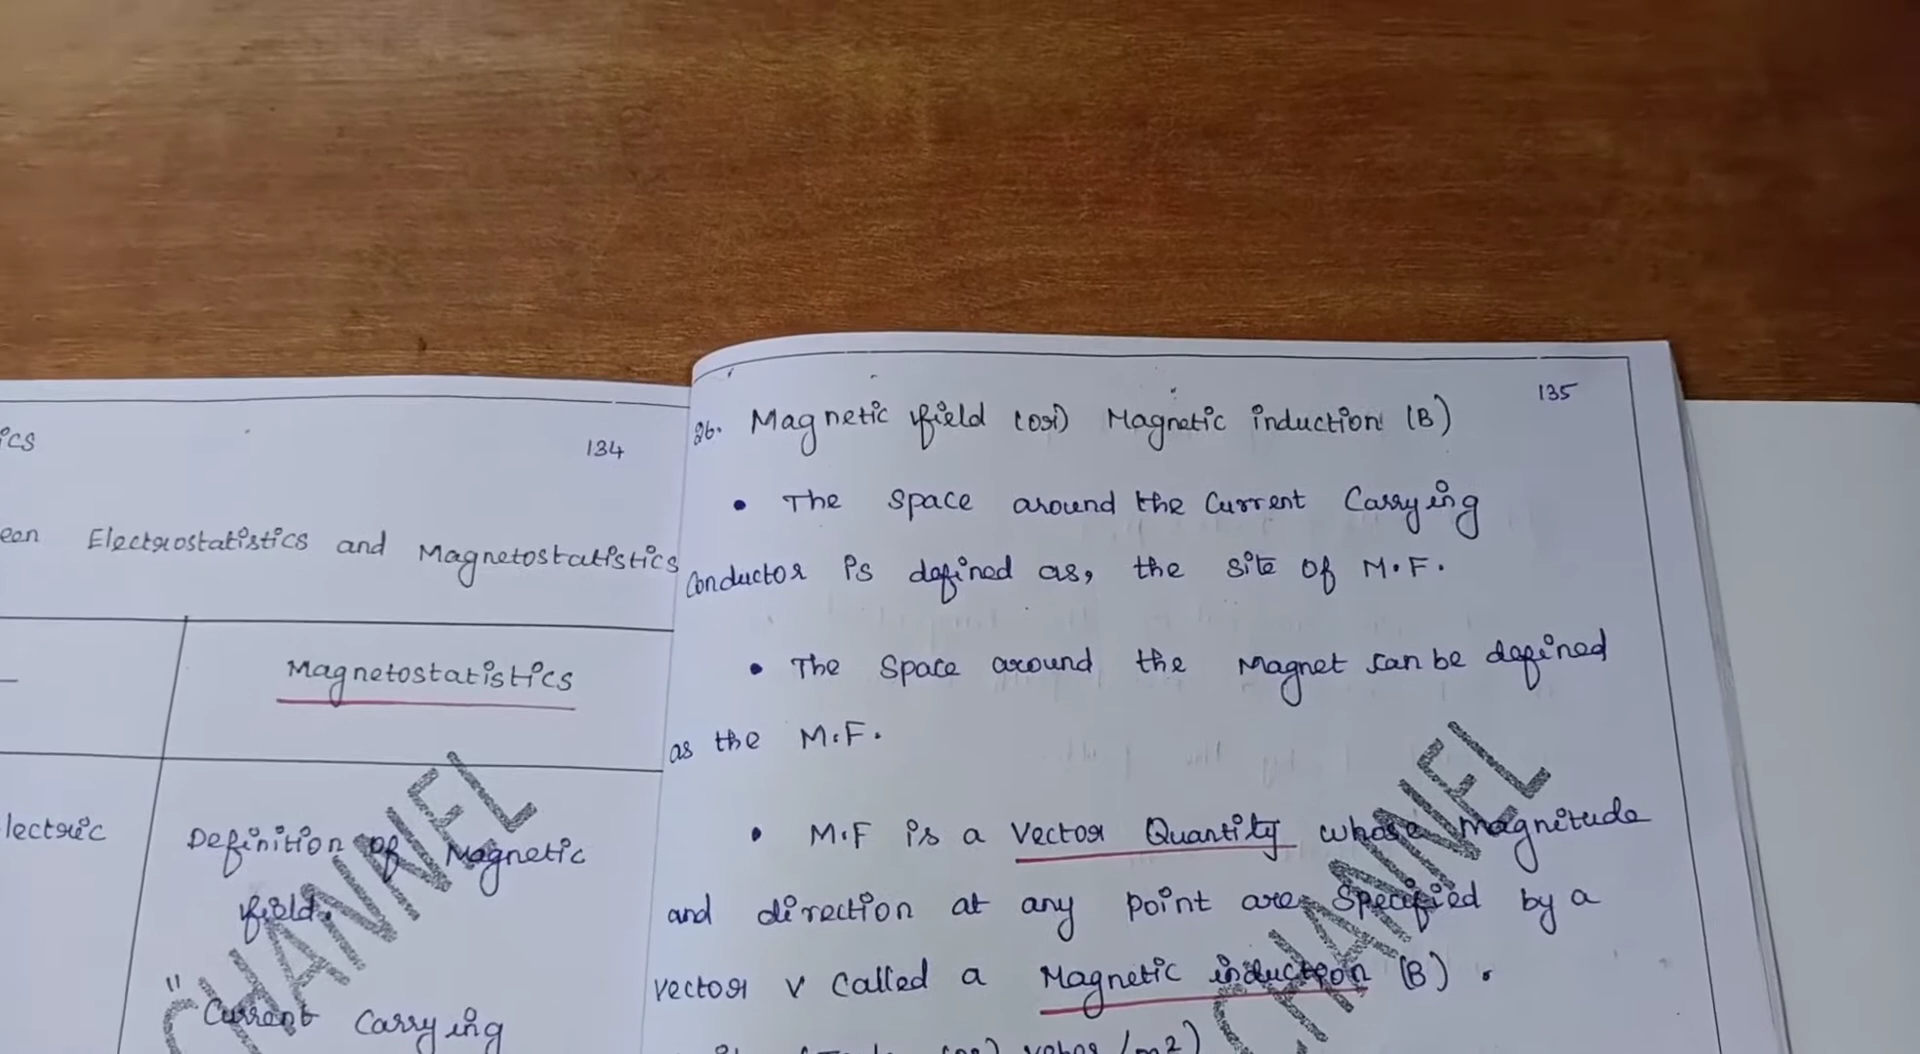 ics 134
een Electrostatistics and Magnetostatistics
Magnetostatistics
lectric
Definition of Magnetic
field.
"Current Carrying
CHANNEL
135
26. Magnetic field (or) Magnetic induction (B)
• The space around the Current Carrying
Conductor is defined as, the site of M.F.
• The space around the Magnet can be defined
as the M.F.
• M.F is a Vector Quantity whose magnitude
and direction at any point are specified by a
vector v called a Magnetic induction (B).
CHANNEL